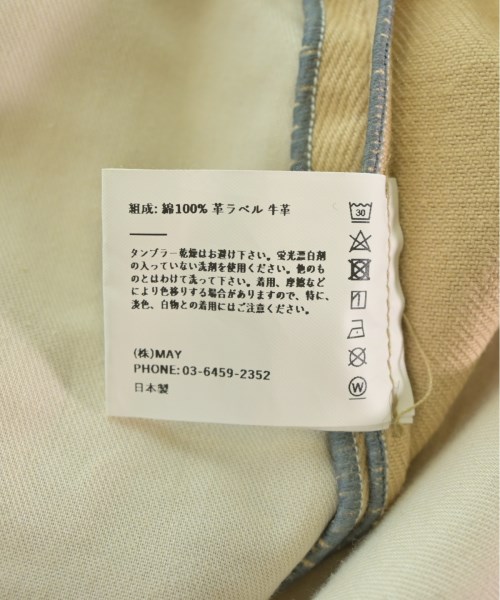 組成: 綿100% 革ラベル 牛革
タンブラー乾燥はお避け下さい。蛍光漂白剤
の入っていない洗剤を使用ください。他のも
のとはわけて洗って下さい。着用、摩擦など
により色移りする場合がありますので、特に、
淡色、白物との着用にはご注意ください。
(株)MAY
PHONE: 03-6459-2352
日本製
30
W